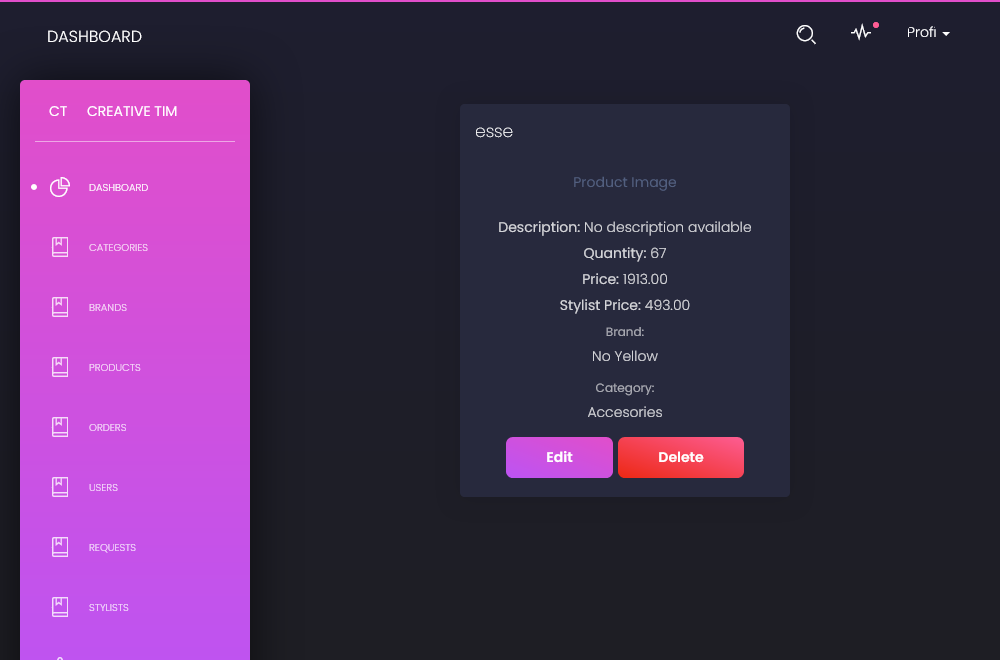 DASHBOARD
Profi
CT CREATIVE TIM
DASHBOARD
CATEGORIES
BRANDS
PRODUCTS
ORDERS
USERS
REQUESTS
STYLISTS
esse
Product Image
Description: No description available
Quantity: 67
Price: 1913.00
Stylist Price: 493.00
Brand:
No Yellow
Category:
Accesories
Edit Delete